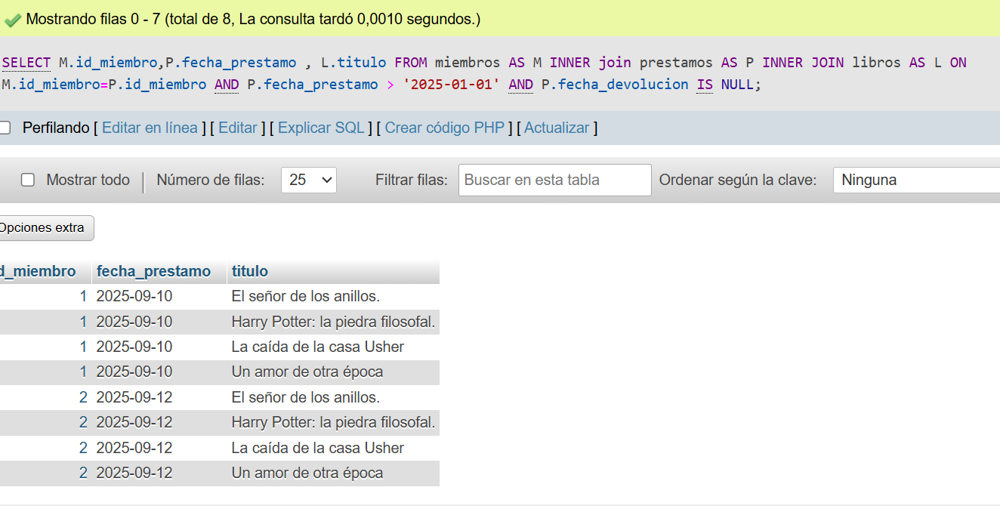 Mostrando filas 0 - 7 (total de 8, La consulta tardó 0,0010 segundos.)
SELECT M.id_miembro,P.fecha_prestamo , L.titulo FROM miembros AS M INNER join prestamos AS P INNER JOIN libros AS L ON
M.id_miembro=P.id_miembro AND P.fecha_prestamo > '2025-01-01' AND P.fecha_devolucion IS NULL;
Perfilando [ Editar en línea ] [ Editar ] [ Explicar SQL ] [ Crear código PHP ] [ Actualizar ]
Mostrar todo | Número de filas: 25 Filtrar filas: Buscar en esta tabla Ordenar según la clave: Ninguna
Opciones extra
d_miembro fecha_prestamo titulo
1 2025-09-10 El señor de los anillos.
1 2025-09-10 Harry Potter: la piedra filosofal.
1 2025-09-10 La caída de la casa Usher
1 2025-09-10 Un amor de otra época
2 2025-09-12 El señor de los anillos.
2 2025-09-12 Harry Potter: la piedra filosofal.
2 2025-09-12 La caída de la casa Usher
2 2025-09-12 Un amor de otra época